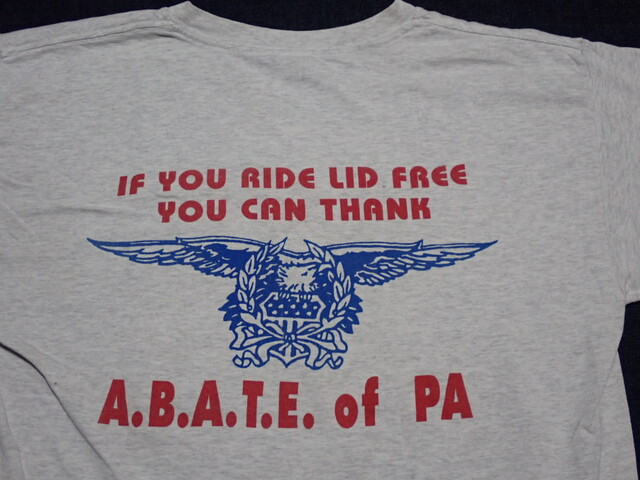 IF YOU RIDE LID FREE
YOU CAN THANK
A.B.A.T.E. of PA